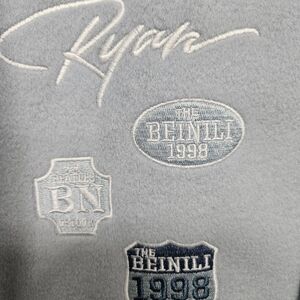 Ryan
THE
BEINILI
1998
BN
THE
BEINILI
1998